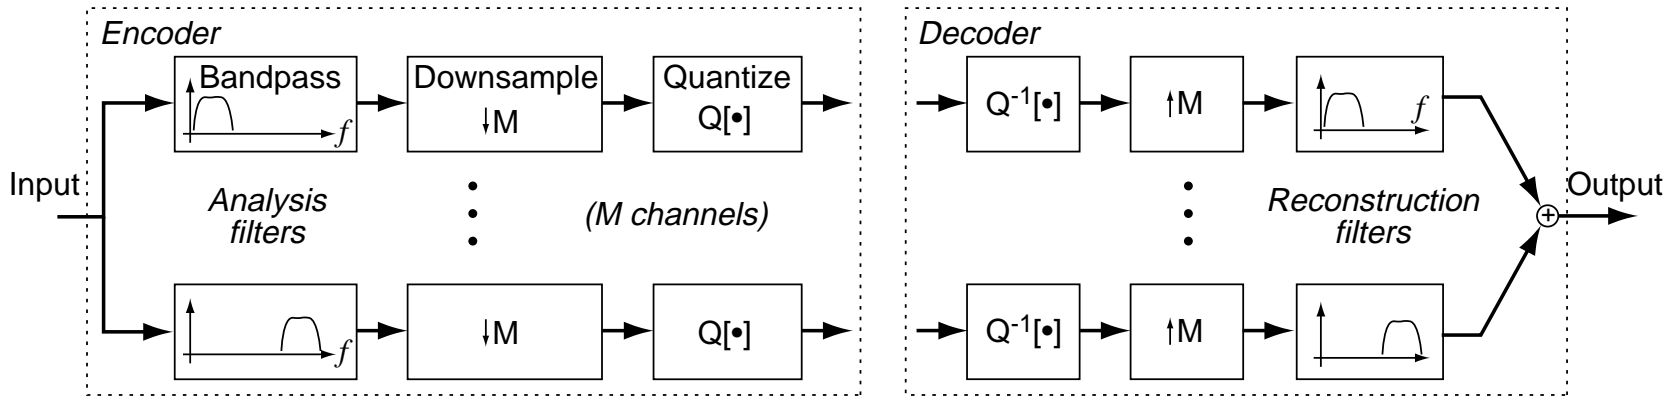 Encoder
Decoder
Bandpass
Downsample
Quantize
f
↓M
Q[•]
Q⁻¹[•]
↑M
f
Input
Analysis
filters
(M channels)
Reconstruction
filters
Output
+
f
↓M
Q[•]
Q⁻¹[•]
↑M
f